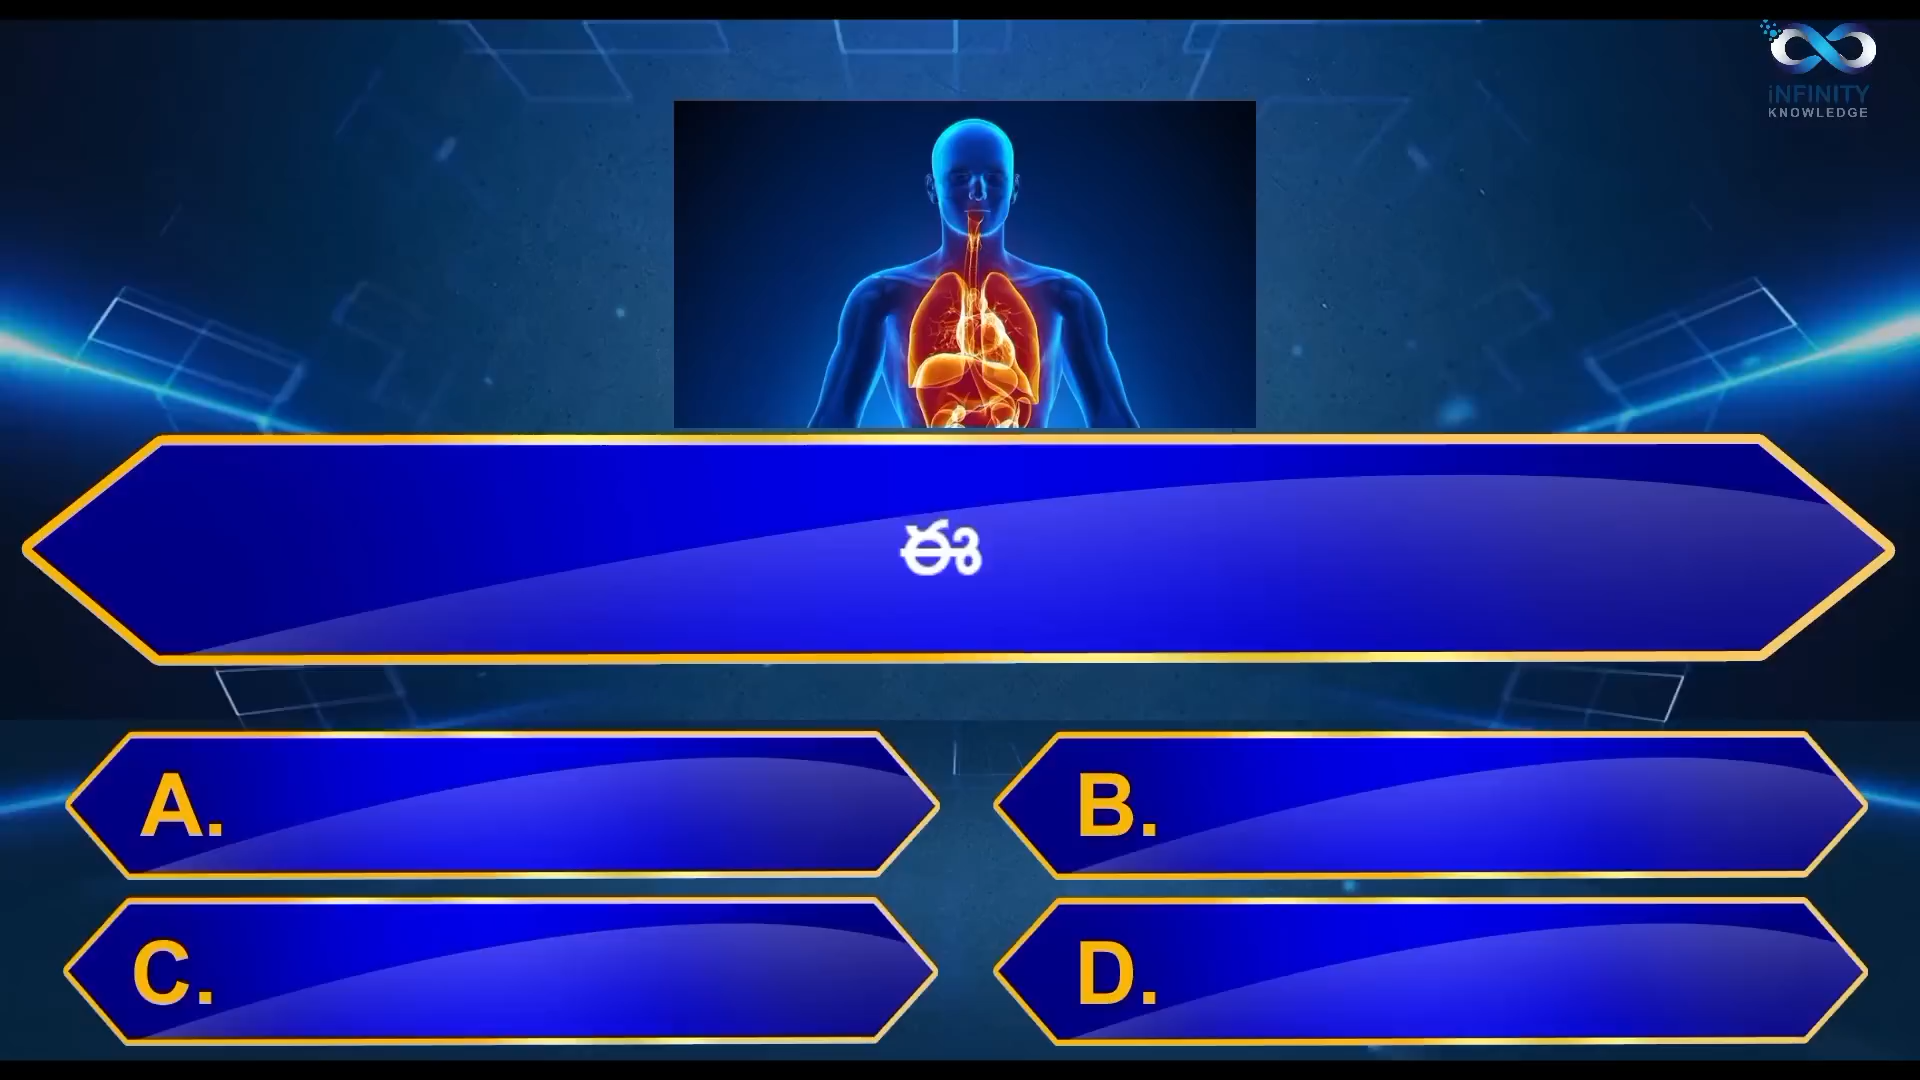 iNFINITY
KNOWLEDGE
ఈ
A.
B.
C.
D.